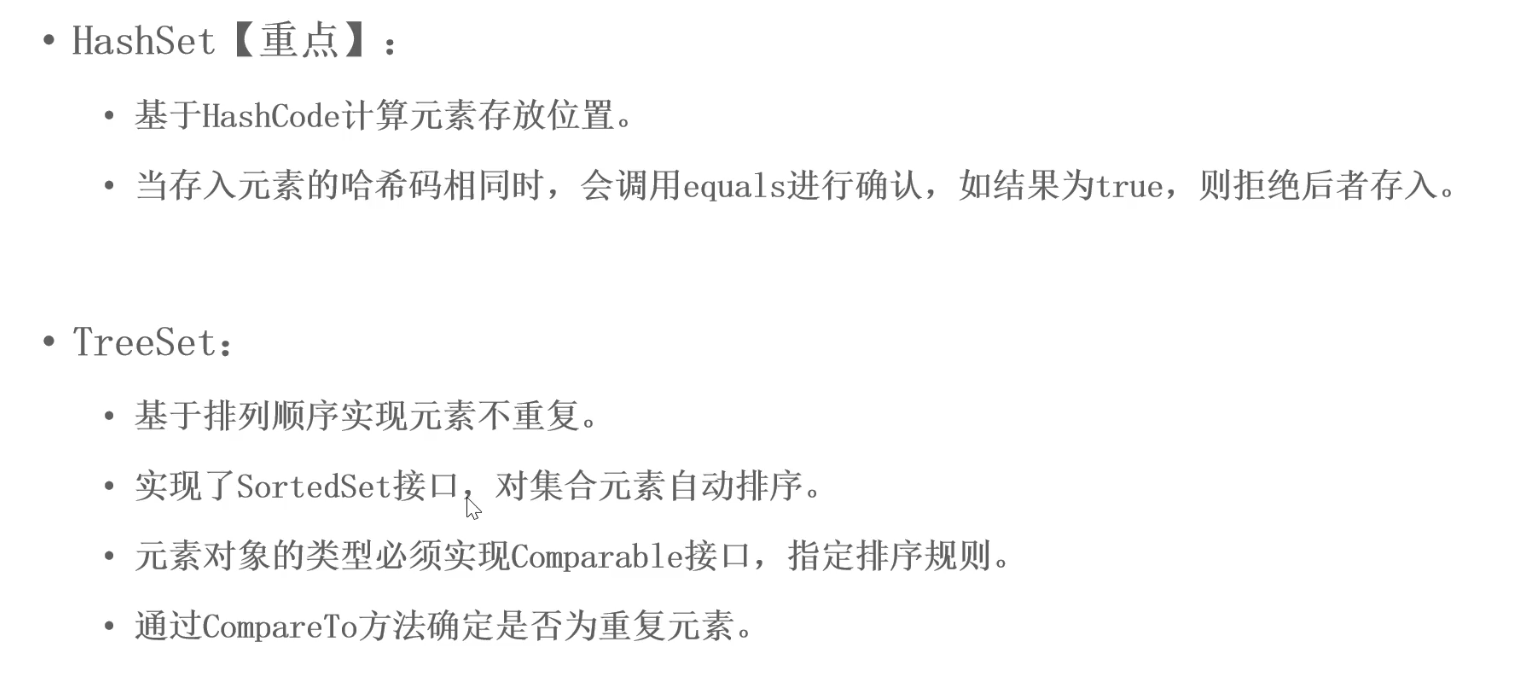 • HashSet【重点】：
• 基于HashCode计算元素存放位置。
• 当存入元素的哈希码相同时，会调用equals进行确认，如结果为true，则拒绝后者存入。
• TreeSet：
• 基于排列顺序实现元素不重复。
• 实现了SortedSet接口，对集合元素自动排序。
• 元素对象的类型必须实现Comparable接口，指定排序规则。
• 通过CompareTo方法确定是否为重复元素。